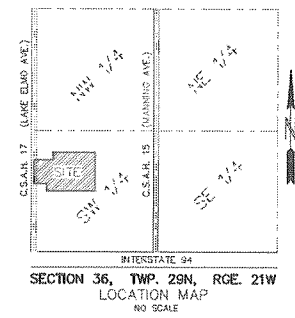 NW 1/4
NE 1/4
C.S.A.H. 17 (LAKE ELMO AVE.)
C.S.A.H. 15 (MANNING AVE.)
N
SITE
SW 1/4
SE 1/4
INTERSTATE 94
SECTION 36, TWP. 29N, RGE. 21W
LOCATION MAP
NO SCALE